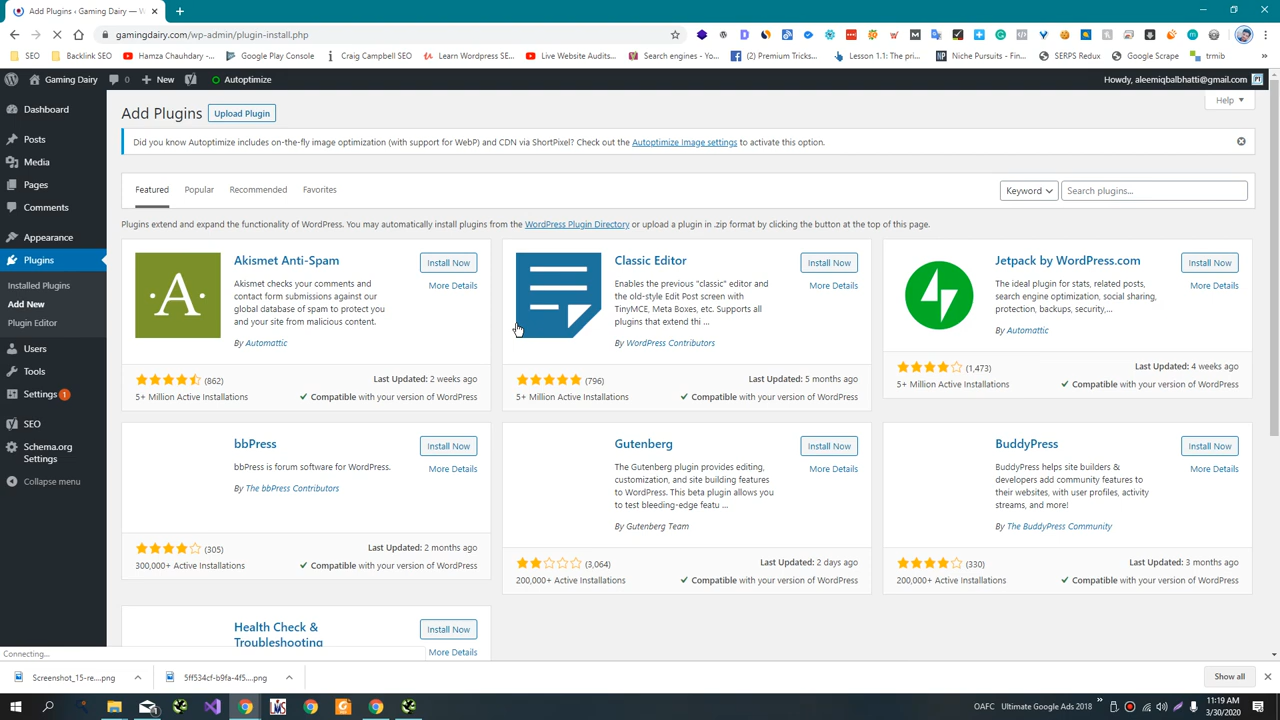 Add Plugins ‹ Gaming Dairy — W
gamingdairy.com/wp-admin/plugin-install.php
SEO
Backlink SEO
Hamza Chauhdary - ...
Google Play Console
Craig Campbell SEO
Learn Wordpress SE...
Live Website Audits...
Search engines - Yo...
(2) Premium Tricks...
Lesson 1.1: The pri...
Niche Pursuits - Fin...
SERPS Redux
Google Scrape
trmib
Gaming Dairy
0
New
Autoptimize
Howdy, aleemiqbalbhatti@gmail.com
Dashboard
Posts
Media
Pages
Comments
Appearance
Plugins
Installed Plugins
Add New
Plugin Editor
Users
Tools
Settings 1
SEO
Schema.org
Settings
Collapse menu
Help
Add Plugins
Upload Plugin
Did you know Autoptimize includes on-the-fly image optimization (with support for WebP) and CDN via ShortPixel? Check out the Autoptimize Image settings to activate this option.
Featured Popular Recommended Favorites
Keyword
Search plugins...
Plugins extend and expand the functionality of WordPress. You may automatically install plugins from the WordPress Plugin Directory or upload a plugin in .zip format by clicking the button at the top of this page.
A
Akismet Anti-Spam
Install Now
More Details
Akismet checks your comments and
contact form submissions against our
global database of spam to protect you
and your site from malicious content.
By Automattic
(862)
5+ Million Active Installations
Last Updated: 2 weeks ago
Compatible with your version of WordPress
Classic Editor
Install Now
More Details
Enables the previous "classic" editor and
the old-style Edit Post screen with
TinyMCE, Meta Boxes, etc. Supports all
plugins that extend thi ...
By WordPress Contributors
(796)
5+ Million Active Installations
Last Updated: 5 months ago
Compatible with your version of WordPress
Jetpack by WordPress.com
Install Now
More Details
The ideal plugin for stats, related posts,
search engine optimization, social sharing,
protection, backups, security,...
By Automattic
(1,473)
5+ Million Active Installations
Last Updated: 4 weeks ago
Compatible with your version of WordPress
bbPress
Install Now
More Details
bbPress is forum software for WordPress.
By The bbPress Contributors
(305)
300,000+ Active Installations
Last Updated: 2 months ago
Compatible with your version of WordPress
Gutenberg
Install Now
More Details
The Gutenberg plugin provides editing,
customization, and site building features
to WordPress. This beta plugin allows you
to test bleeding-edge featu ...
By Gutenberg Team
(3,064)
200,000+ Active Installations
Last Updated: 2 days ago
Compatible with your version of WordPress
BuddyPress
Install Now
More Details
BuddyPress helps site builders &
developers add community features to
their websites, with user profiles, activity
streams, and more!
By The BuddyPress Community
(330)
200,000+ Active Installations
Last Updated: 3 months ago
Compatible with your version of WordPress
Health Check &
Troubleshooting
Install Now
More Details
Connecting...
Screenshot_15-re....png
5ff534cf-b9fa-4f5....png
Show all
OAFC Ultimate Google Ads 2018
11:19 AM
3/30/2020